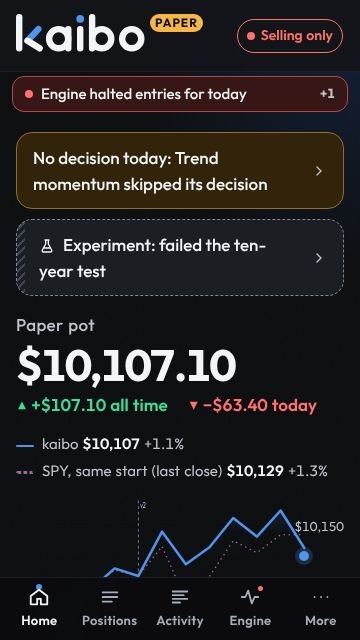 kaibo PAPER
Selling only
Engine halted entries for today +1
No decision today: Trend
momentum skipped its decision
Experiment: failed the ten-
year test
Paper pot
$10,107.10
▲ +$107.10 all time ▼ −$63.40 today
kaibo $10,107 +1.1%
SPY, same start (last close) $10,129 +1.3%
v2
$10,150
Home Positions Activity Engine More